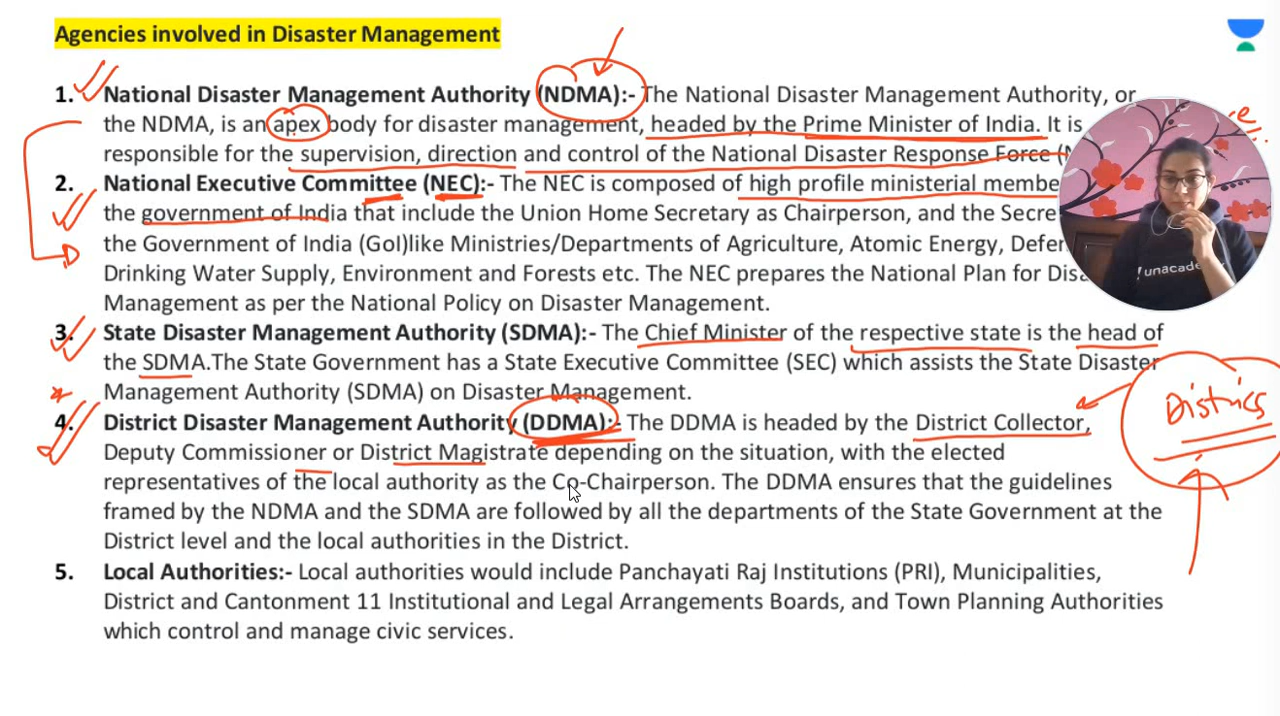 Agencies involved in Disaster Management
1. National Disaster Management Authority (NDMA):- The National Disaster Management Authority, or
the NDMA, is an apex body for disaster management, headed by the Prime Minister of India. It is
responsible for the supervision, direction and control of the National Disaster Response Force
2. National Executive Committee (NEC):- The NEC is composed of high profile ministerial
the government of India that include the Union Home Secretary as Chairperson, and the
the Government of India (GoI)like Ministries/Departments of Agriculture, Atomic Energy,
Drinking Water Supply, Environment and Forests etc. The NEC prepares the National Plan for
Management as per the National Policy on Disaster Management.
3. State Disaster Management Authority (SDMA):- The Chief Minister of the respective state is the head of
the SDMA.The State Government has a State Executive Committee (SEC) which assists the State Disaster
Management Authority (SDMA) on Disaster Management.
4. District Disaster Management Authority (DDMA):- The DDMA is headed by the District Collector,
Deputy Commissioner or District Magistrate depending on the situation, with the elected
representatives of the local authority as the Co-Chairperson. The DDMA ensures that the guidelines
framed by the NDMA and the SDMA are followed by all the departments of the State Government at the
District level and the local authorities in the District.
5. Local Authorities:- Local authorities would include Panchayati Raj Institutions (PRI), Municipalities,
District and Cantonment 11 Institutional and Legal Arrangements Boards, and Town Planning Authorities
which control and manage civic services.